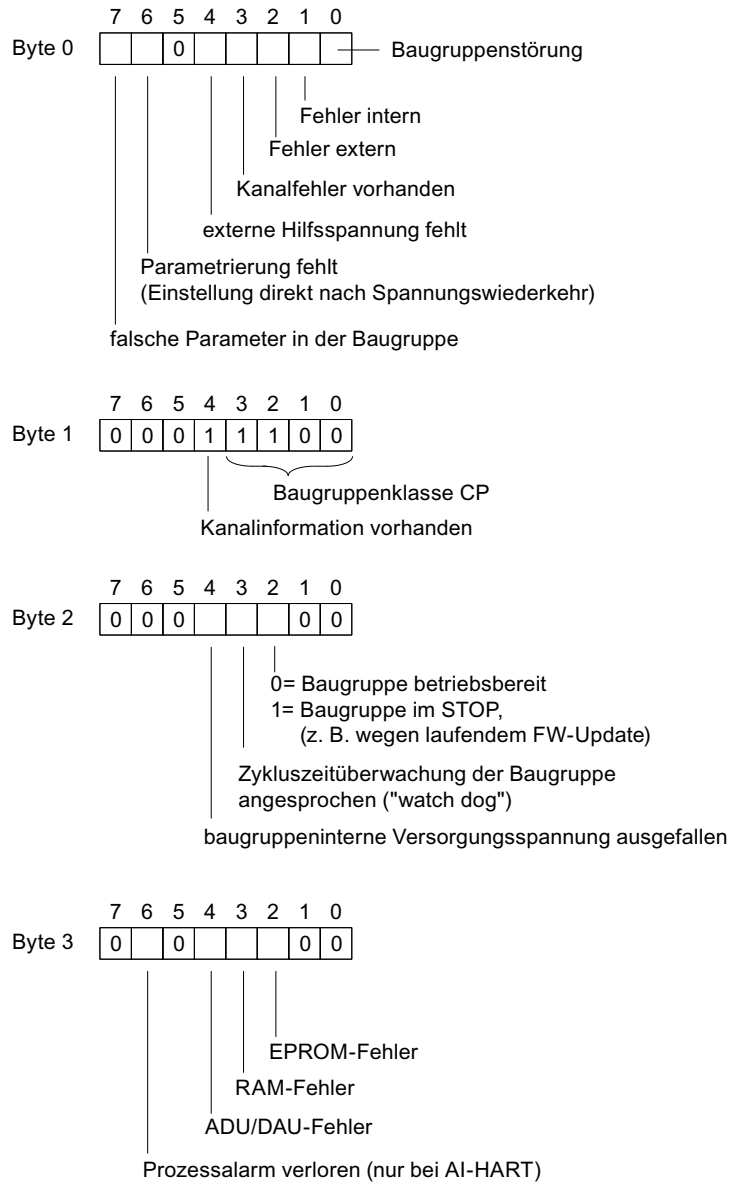 7 6 5 4 3 2 1 0
Byte 0 0 Baugruppenstörung
Fehler intern
Fehler extern
Kanalfehler vorhanden
externe Hilfsspannung fehlt
Parametrierung fehlt
(Einstellung direkt nach Spannungswiederkehr)
falsche Parameter in der Baugruppe
7 6 5 4 3 2 1 0
Byte 1 0 0 0 1 1 1 0 0
Baugruppenklasse CP
Kanalinformation vorhanden
7 6 5 4 3 2 1 0
Byte 2 0 0 0 0 0
0= Baugruppe betriebsbereit
1= Baugruppe im STOP,
(z. B. wegen laufendem FW-Update)
Zykluszeitüberwachung der Baugruppe
angesprochen ("watch dog")
baugruppeninterne Versorgungsspannung ausgefallen
7 6 5 4 3 2 1 0
Byte 3 0 0 0 0
EPROM-Fehler
RAM-Fehler
ADU/DAU-Fehler
Prozessalarm verloren (nur bei AI-HART)